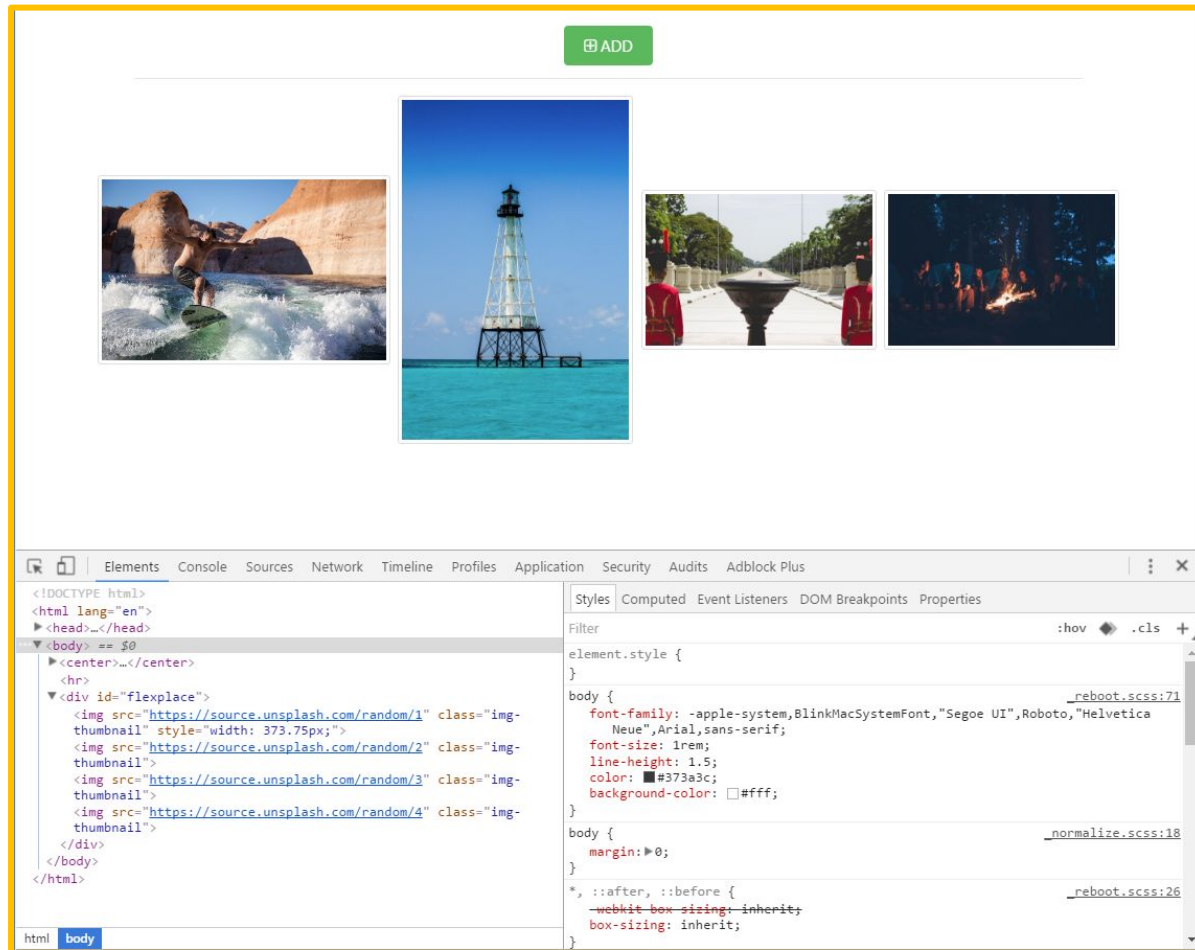 ADD
Elements Console Sources Network Timeline Profiles Application Security Audits Adblock Plus
<!DOCTYPE html>
<html lang="en">
▶<head>…</head>
…▼<body> == $0
▶<center>…</center>
<hr>
▼<div id="flexplace">
<img src="https://source.unsplash.com/random/1" class="img-
thumbnail" style="width: 373.75px;">
<img src="https://source.unsplash.com/random/2" class="img-
thumbnail">
<img src="https://source.unsplash.com/random/3" class="img-
thumbnail">
<img src="https://source.unsplash.com/random/4" class="img-
thumbnail">
</div>
</body>
</html>
html body
Styles Computed Event Listeners DOM Breakpoints Properties
Filter :hov .cls +
element.style {
}
body { _reboot.scss:71
font-family: -apple-system,BlinkMacSystemFont,"Segoe UI",Roboto,"Helvetica
Neue",Arial,sans-serif;
font-size: 1rem;
line-height: 1.5;
color: #373a3c;
background-color: #fff;
}
body { _normalize.scss:18
margin:▶0;
}
*, ::after, ::before { _reboot.scss:26
-webkit-box-sizing: inherit;
box-sizing: inherit;
}